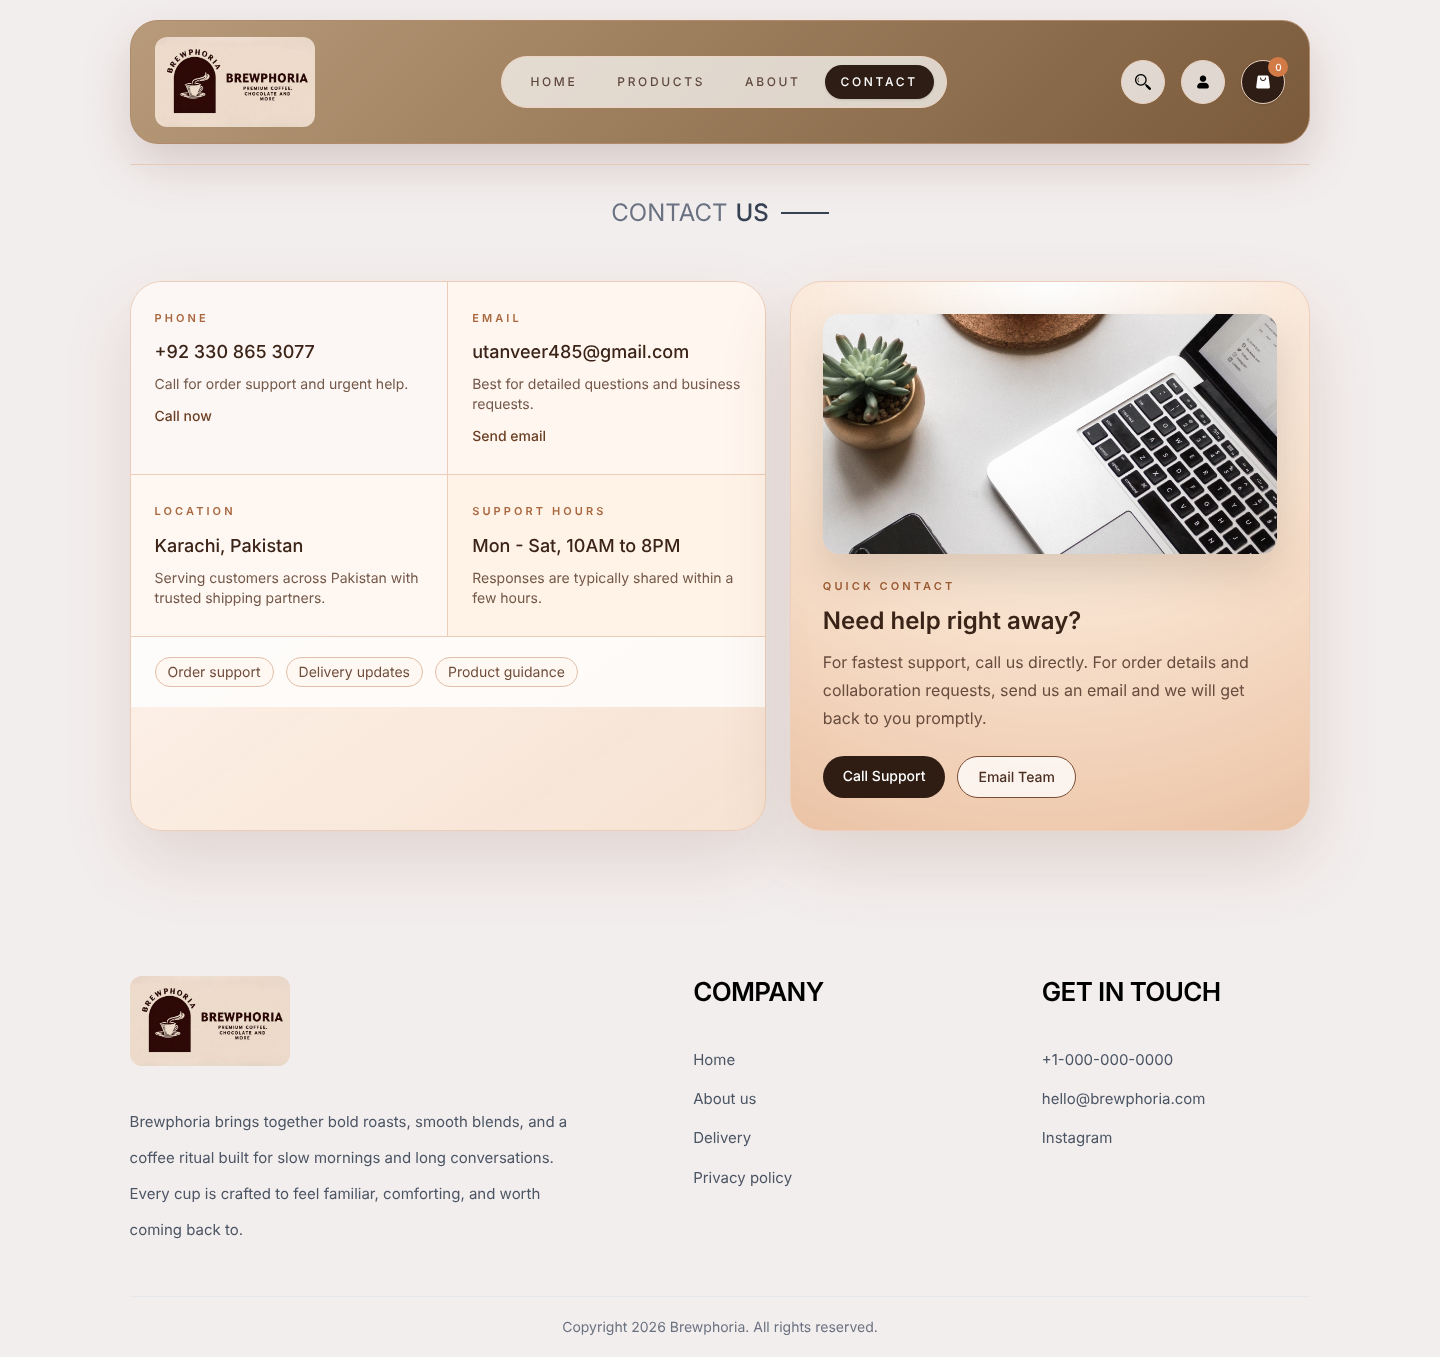 BREWPHORIA
BREWPHORIA
PREMIUM COFFEE.
CHOCOLATE AND
MORE
HOME
PRODUCTS
ABOUT
CONTACT
0
CONTACT US
PHONE
+92 330 865 3077
Call for order support and urgent help.
Call now
EMAIL
utanveer485@gmail.com
Best for detailed questions and business
requests.
Send email
LOCATION
Karachi, Pakistan
Serving customers across Pakistan with
trusted shipping partners.
SUPPORT HOURS
Mon - Sat, 10AM to 8PM
Responses are typically shared within a
few hours.
Order support
Delivery updates
Product guidance
QUICK CONTACT
Need help right away?
For fastest support, call us directly. For order details and
collaboration requests, send us an email and we will get
back to you promptly.
Call Support
Email Team
BREWPHORIA
BREWPHORIA
PREMIUM COFFEE.
CHOCOLATE AND
MORE
Brewphoria brings together bold roasts, smooth blends, and a
coffee ritual built for slow mornings and long conversations.
Every cup is crafted to feel familiar, comforting, and worth
coming back to.
COMPANY
Home
About us
Delivery
Privacy policy
GET IN TOUCH
+1-000-000-0000
hello@brewphoria.com
Instagram
Copyright 2026 Brewphoria. All rights reserved.